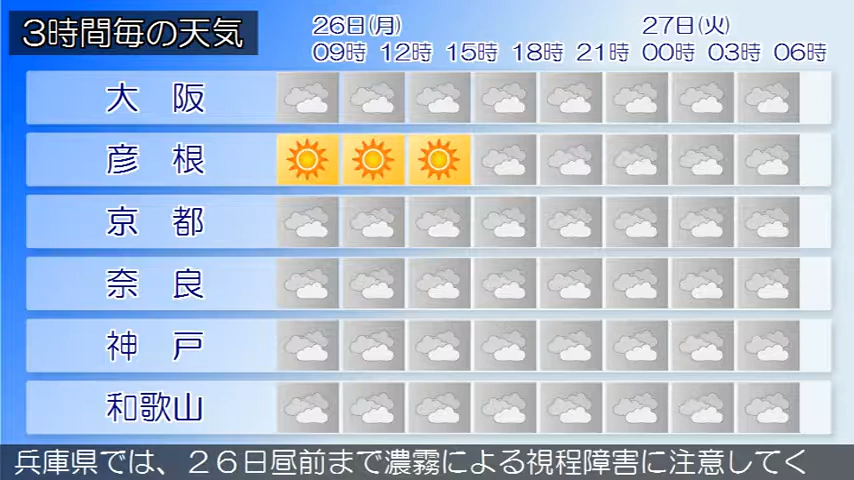 3時間毎の天気
26日(月) 27日(火)
09時 12時 15時 18時 21時 00時 03時 06時
大 阪
彦 根
京 都
奈 良
神 戸
和歌山
兵庫県では、２６日昼前まで濃霧による視程障害に注意してく